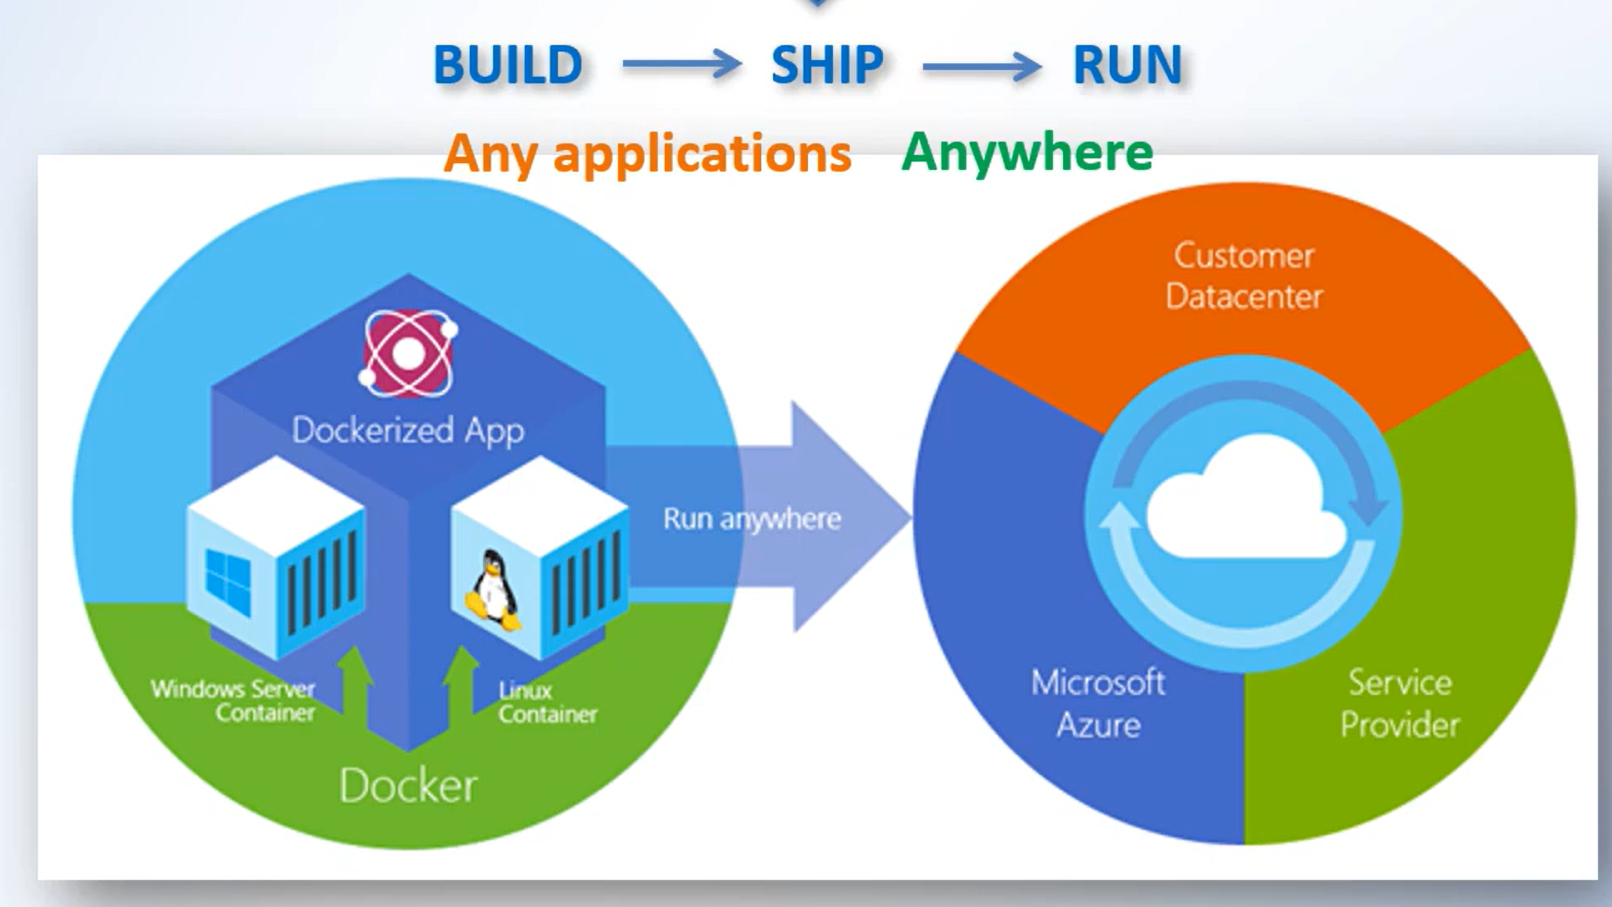 BUILD → SHIP → RUN
Any applications Anywhere
Customer
Datacenter
Dockerized App
Run anywhere
Windows Server
Container
Linux
Container
Docker
Microsoft
Azure
Service
Provider